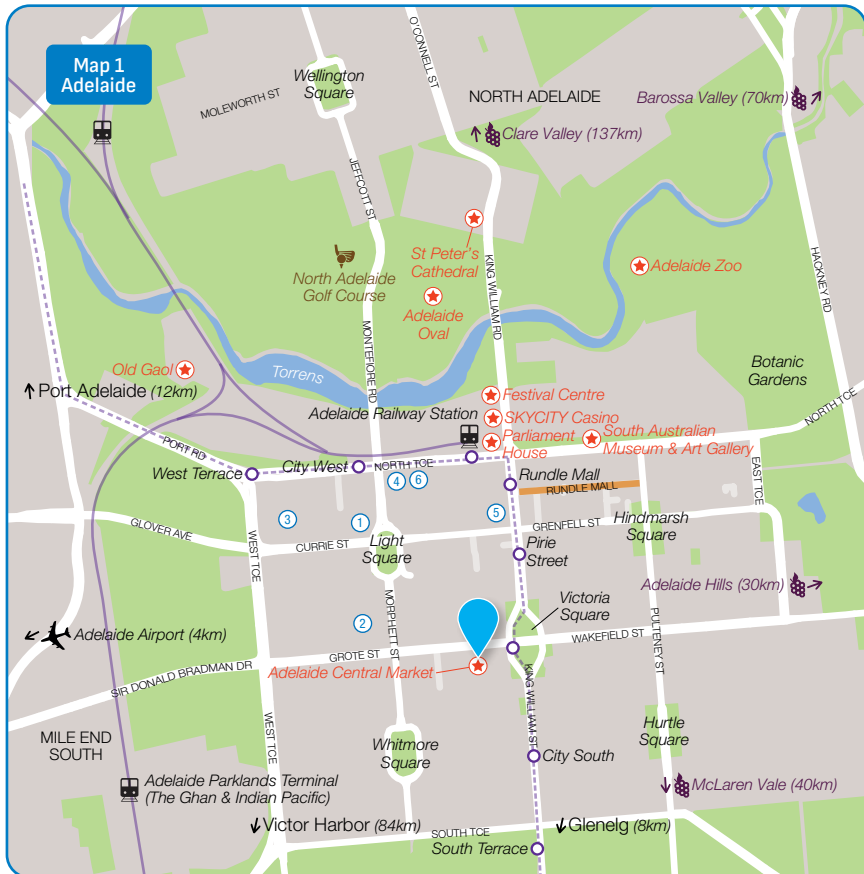 Map 1
Adelaide
O'CONNELL ST
Wellington
Square
MOLEWORTH ST
NORTH ADELAIDE
Barossa Valley (70km)
Clare Valley (137km)
JEFFCOTT ST
St Peter's
Cathedral
North Adelaide
Golf Course
Adelaide
Oval
KING WILLIAM RD
Adelaide Zoo
HACKNEY RD
MONTEFIORE RD
Old Gaol
Torrens
Port Adelaide (12km)
Botanic
Gardens
Festival Centre
Adelaide Railway Station
SKYCITY Casino
Parliament
House
South Australian
Museum & Art Gallery
NORTH TCE
PORT RD
West Terrace
City West
NORTH TCE
4
6
Rundle Mall
RUNDLE MALL
EAST TCE
3
1
5
GLOVER AVE
CURRIE ST
Light
Square
GRENFELL ST
Hindmarsh
Square
Pirie
Street
WEST TCE
Adelaide Hills (30km)
Victoria
Square
MORPHETT ST
2
PULTENEY ST
Adelaide Airport (4km)
GROTE ST
WAKEFIELD ST
Adelaide Central Market
SIR DONALD BRADMAN DR
KING WILLIAM ST
WEST TCE
MILE END
SOUTH
Whitmore
Square
Hurtle
Square
City South
Adelaide Parklands Terminal
(The Ghan & Indian Pacific)
McLaren Vale (40km)
Victor Harbor (84km)
SOUTH TCE
Glenelg (8km)
South Terrace